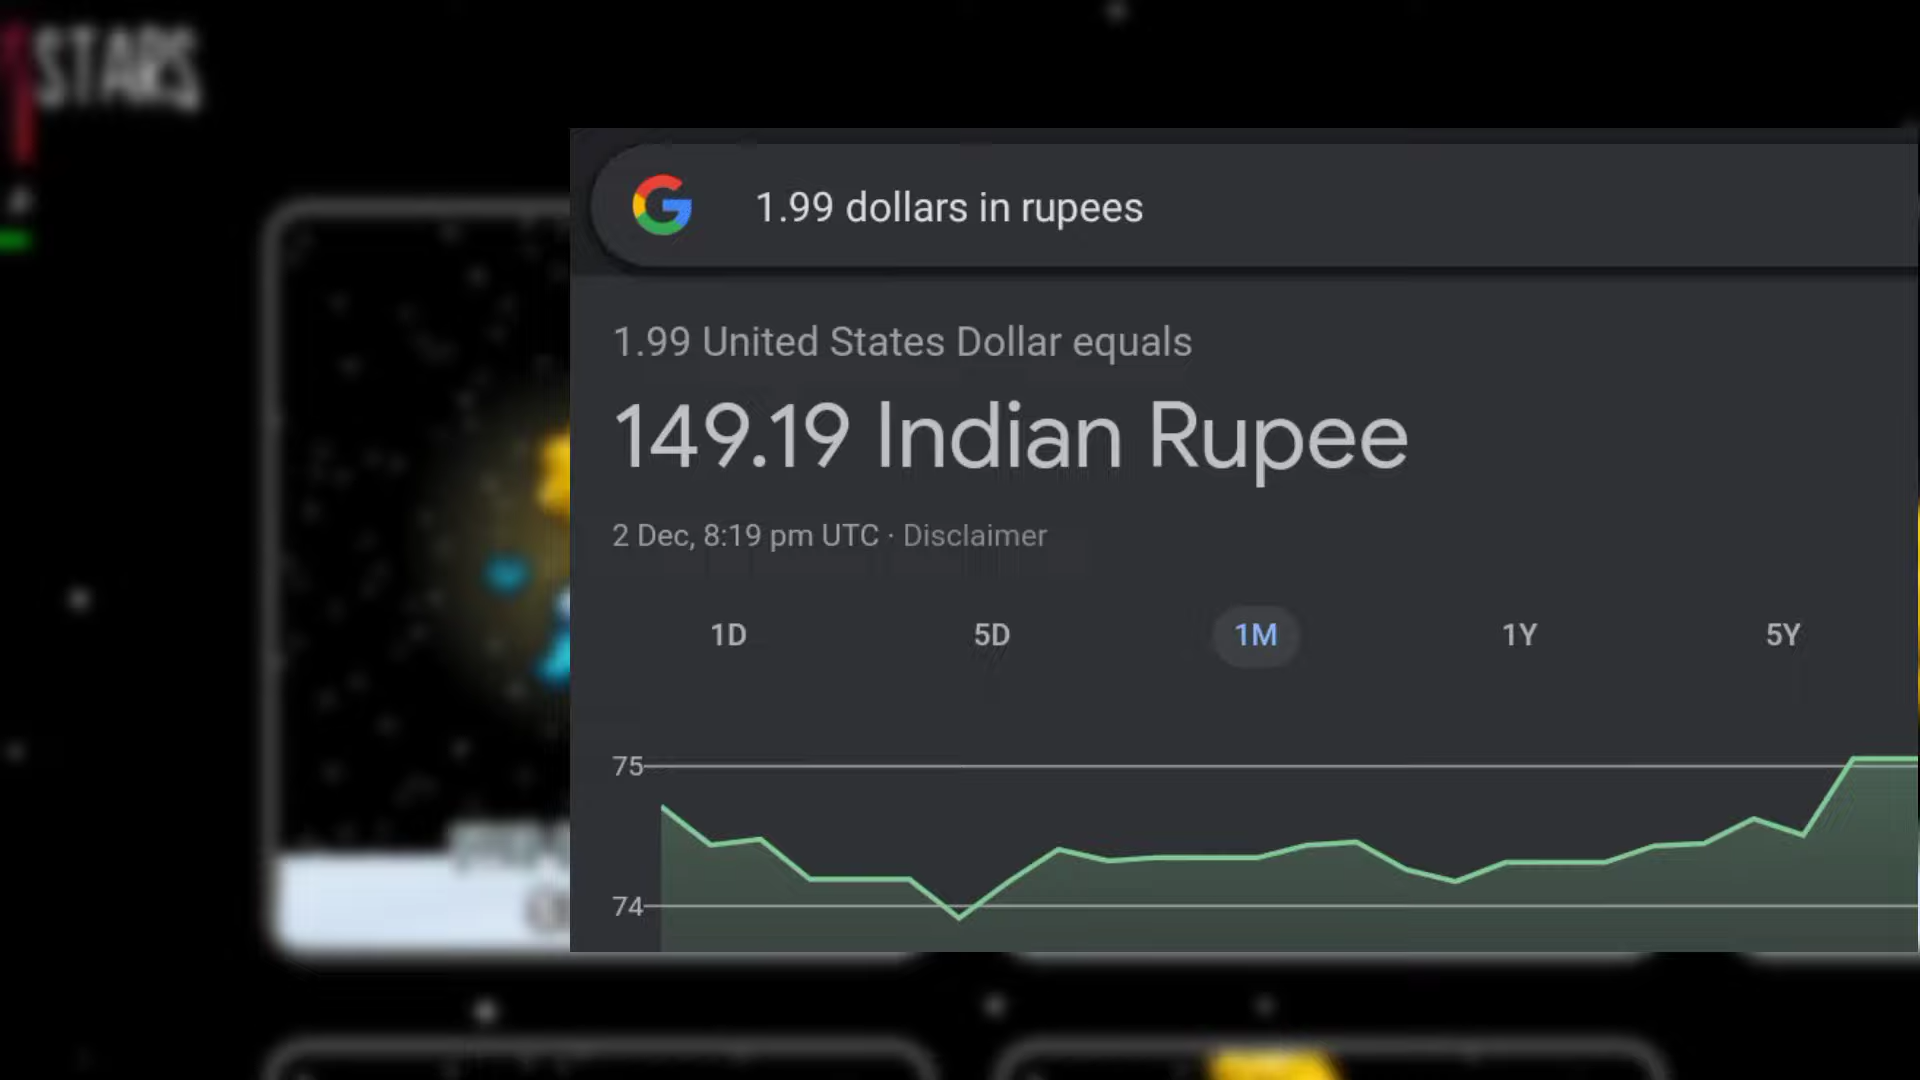 STARS
1.99 dollars in rupees
1.99 United States Dollar equals
149.19 Indian Rupee
2 Dec, 8:19 pm UTC · Disclaimer
1D 5D 1M 1Y 5Y
75
74